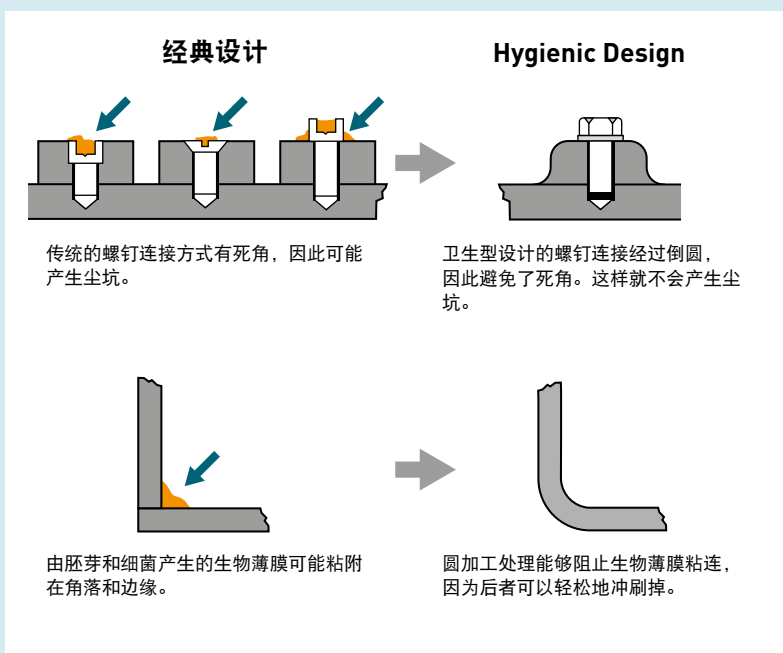 经典设计
Hygienic Design
传统的螺钉连接方式有死角，因此可能
产生尘坑。
卫生型设计的螺钉连接经过倒圆，
因此避免了死角。这样就不会产生尘
坑。
由胚芽和细菌产生的生物薄膜可能粘附
在角落和边缘。
圆加工处理能够阻止生物薄膜粘连，
因为后者可以轻松地冲刷掉。